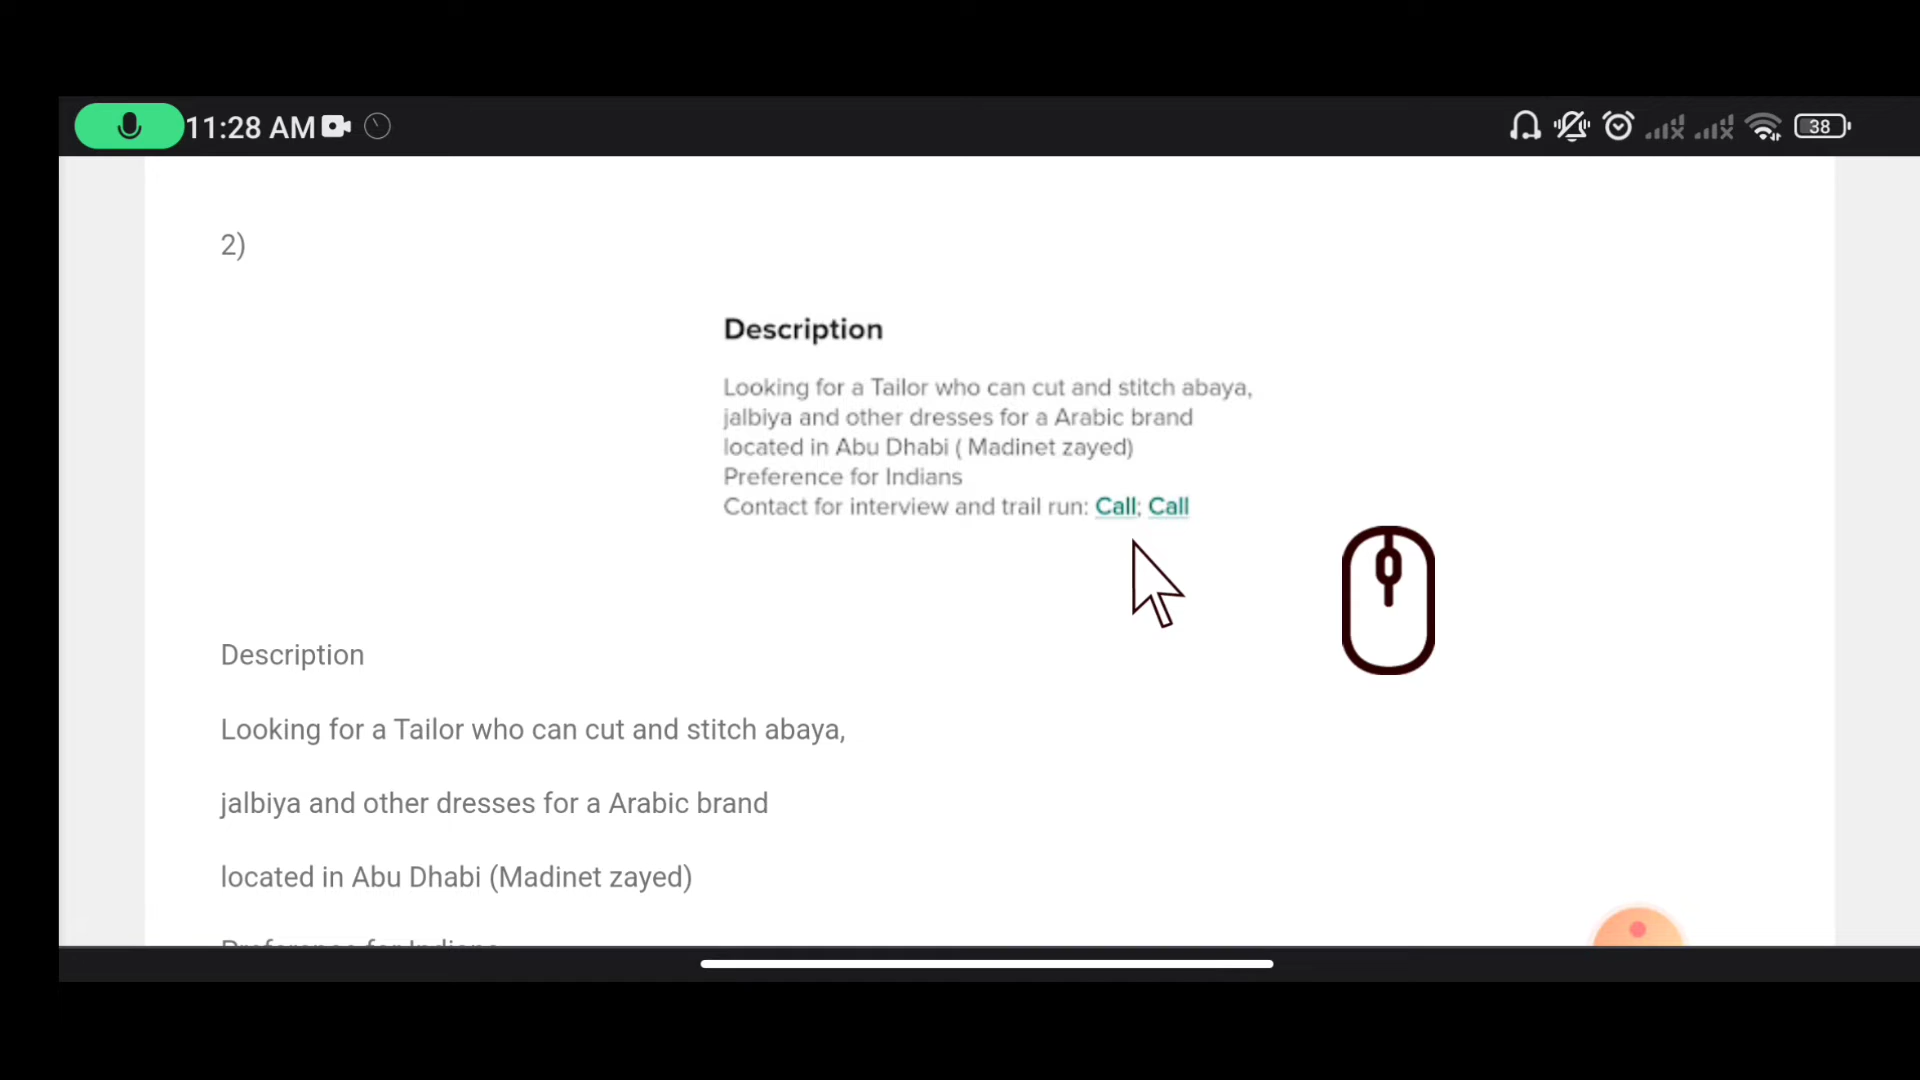 11:28 AM
38
2)
Description
Looking for a Tailor who can cut and stitch abaya,
jalbiya and other dresses for a Arabic brand
located in Abu Dhabi ( Madinet zayed)
Preference for Indians
Contact for interview and trail run: Call; Call
Description
Looking for a Tailor who can cut and stitch abaya,
jalbiya and other dresses for a Arabic brand
located in Abu Dhabi (Madinet zayed)
Preference for Indians